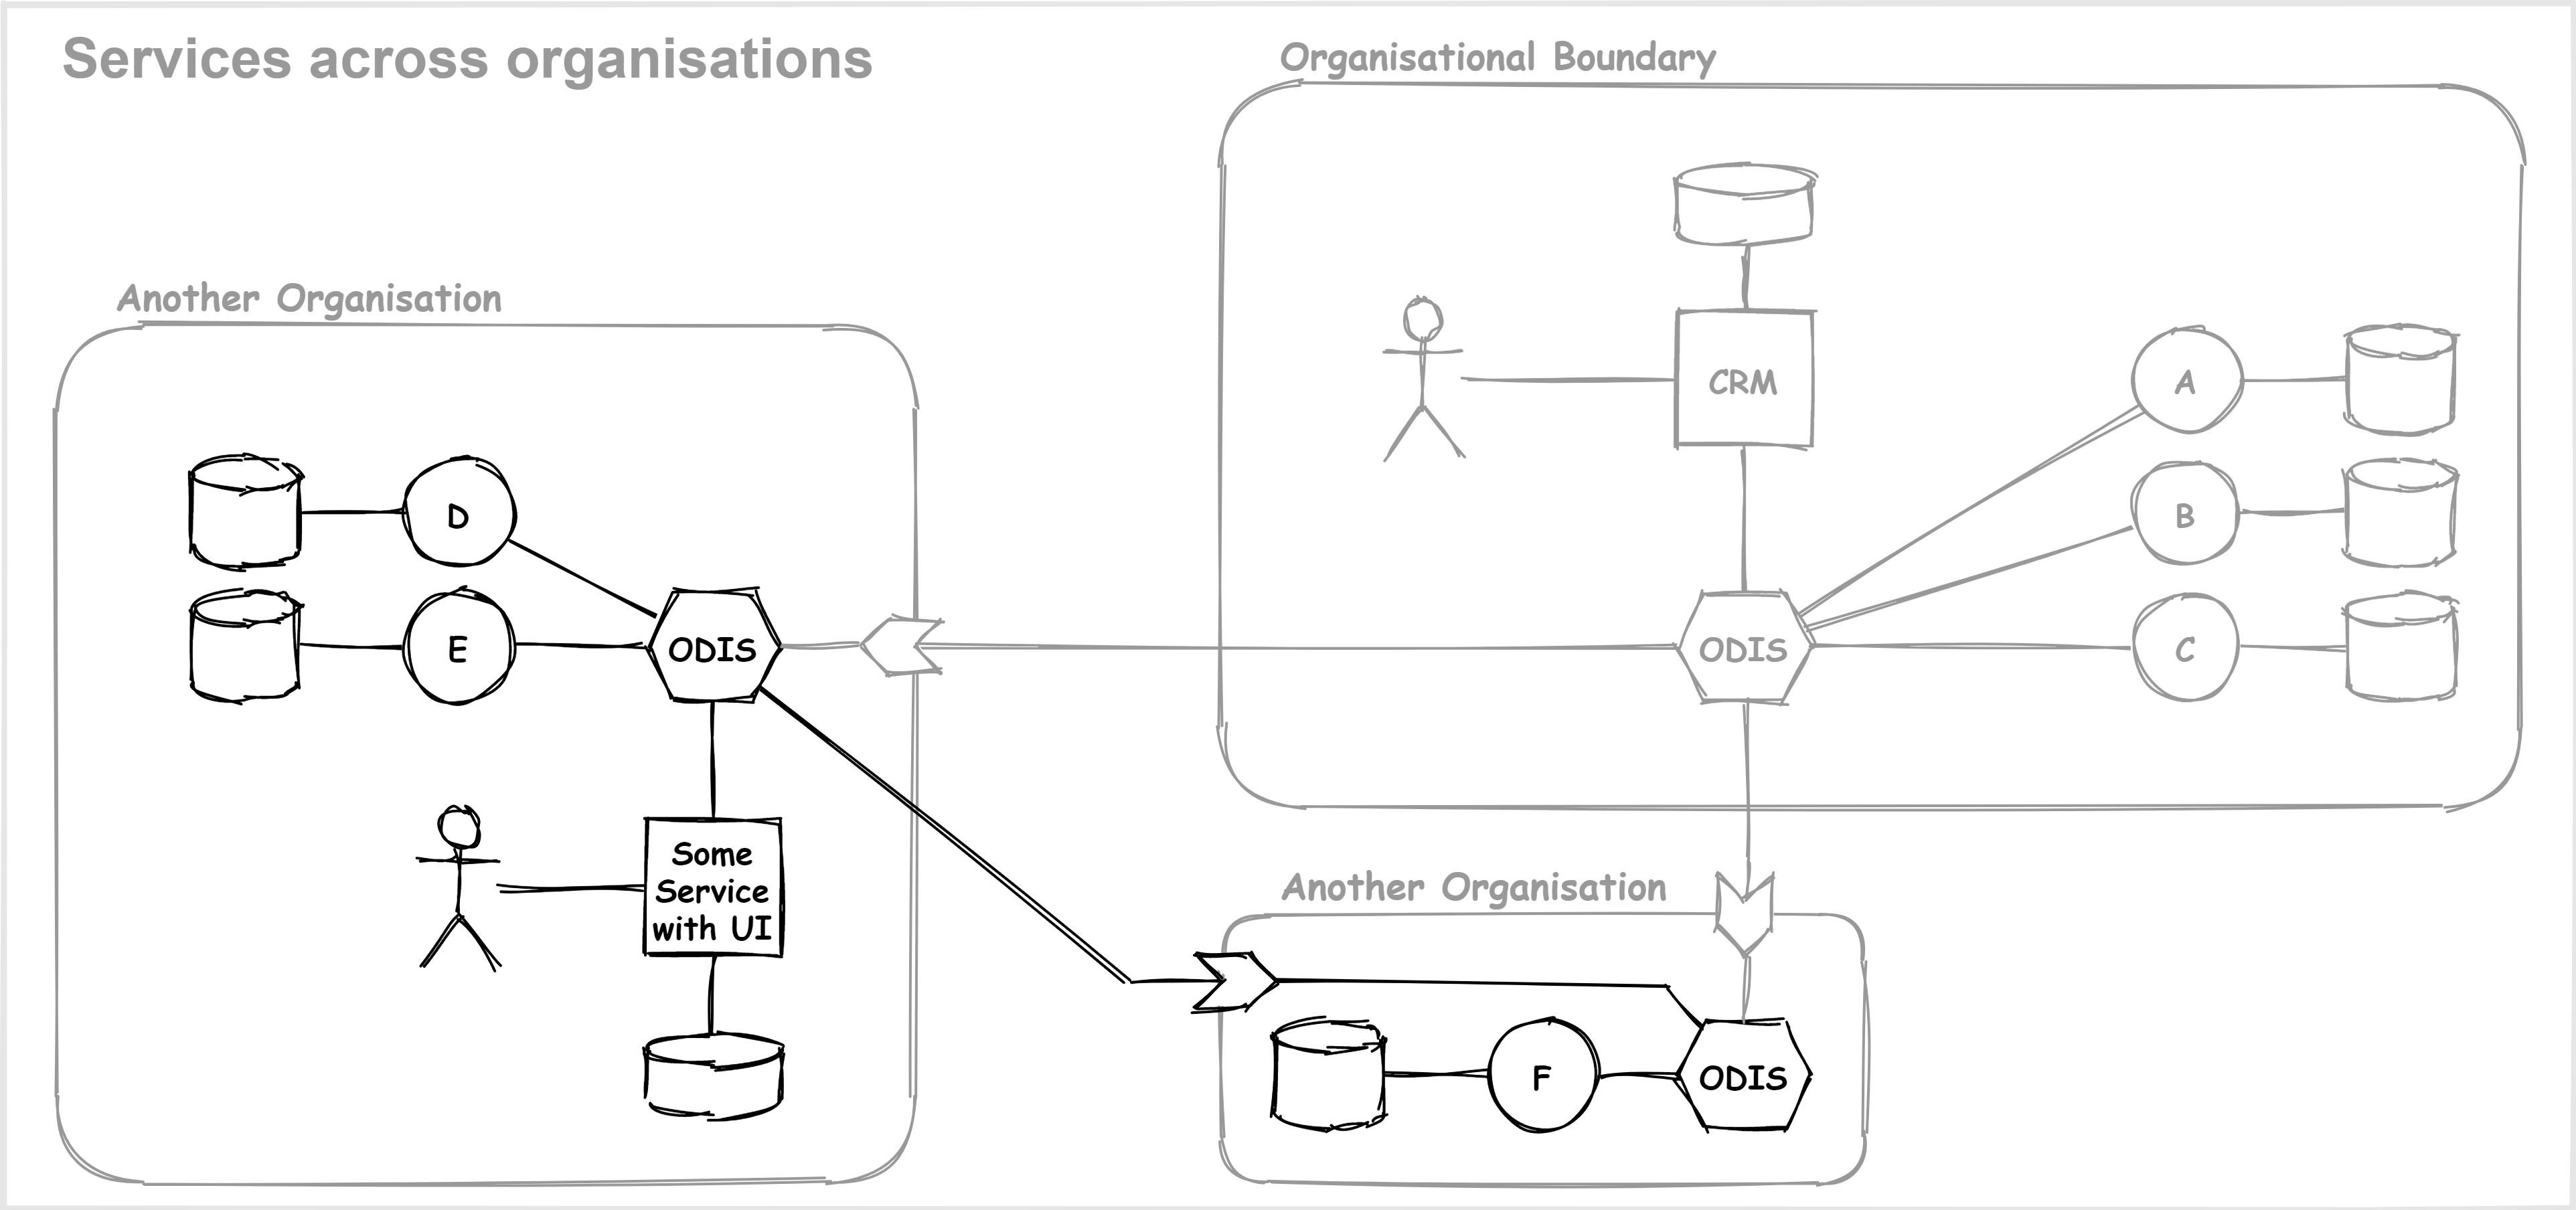 Services across organisations
Organisational Boundary
Another Organisation
CRM
A
B
C
ODIS
D
E
ODIS
Some
Service
with UI
Another Organisation
F
ODIS